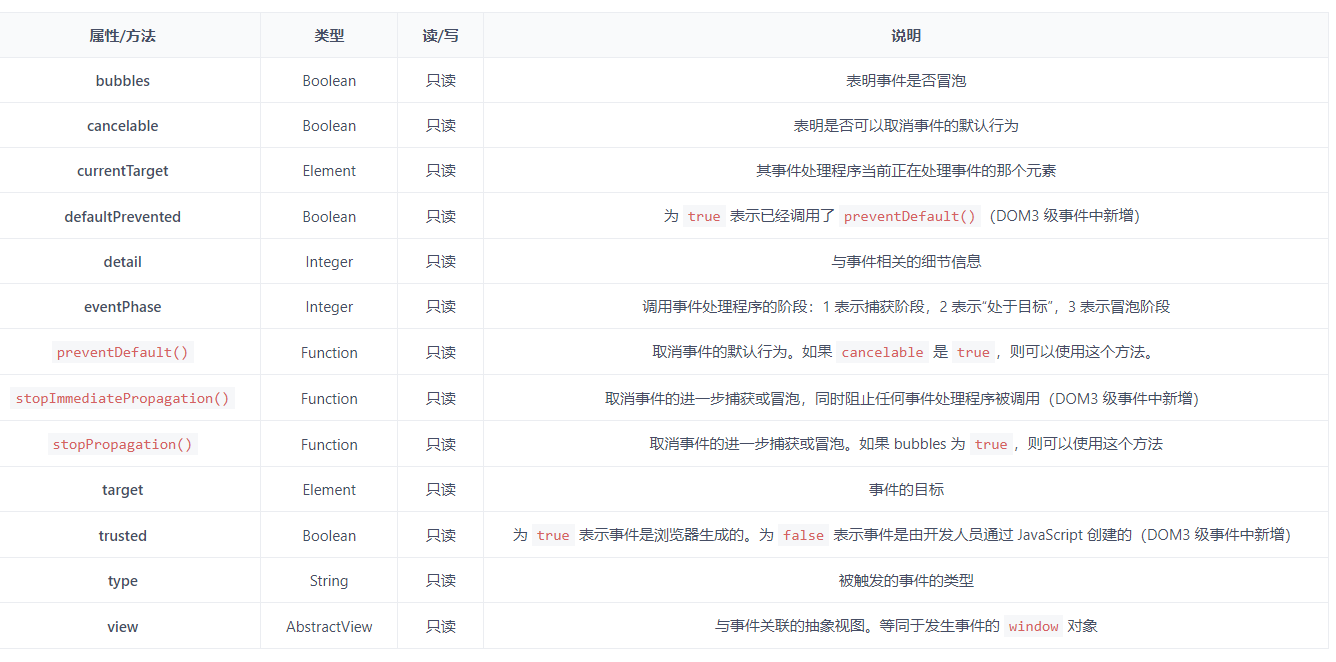 属性/方法 类型 读/写 说明
bubbles Boolean 只读 表明事件是否冒泡
cancelable Boolean 只读 表明是否可以取消事件的默认行为
currentTarget Element 只读 其事件处理程序当前正在处理事件的那个元素
defaultPrevented Boolean 只读 为 true 表示已经调用了 preventDefault()（DOM3 级事件中新增）
detail Integer 只读 与事件相关的细节信息
eventPhase Integer 只读 调用事件处理程序的阶段：1 表示捕获阶段，2 表示“处于目标”，3 表示冒泡阶段
preventDefault() Function 只读 取消事件的默认行为。如果 cancelable 是 true，则可以使用这个方法。
stopImmediatePropagation() Function 只读 取消事件的进一步捕获或冒泡，同时阻止任何事件处理程序被调用（DOM3 级事件中新增）
stopPropagation() Function 只读 取消事件的进一步捕获或冒泡。如果 bubbles 为 true，则可以使用这个方法
target Element 只读 事件的目标
trusted Boolean 只读 为 true 表示事件是浏览器生成的。为 false 表示事件是由开发人员通过 JavaScript 创建的（DOM3 级事件中新增）
type String 只读 被触发的事件的类型
view AbstractView 只读 与事件关联的抽象视图。等同于发生事件的 window 对象